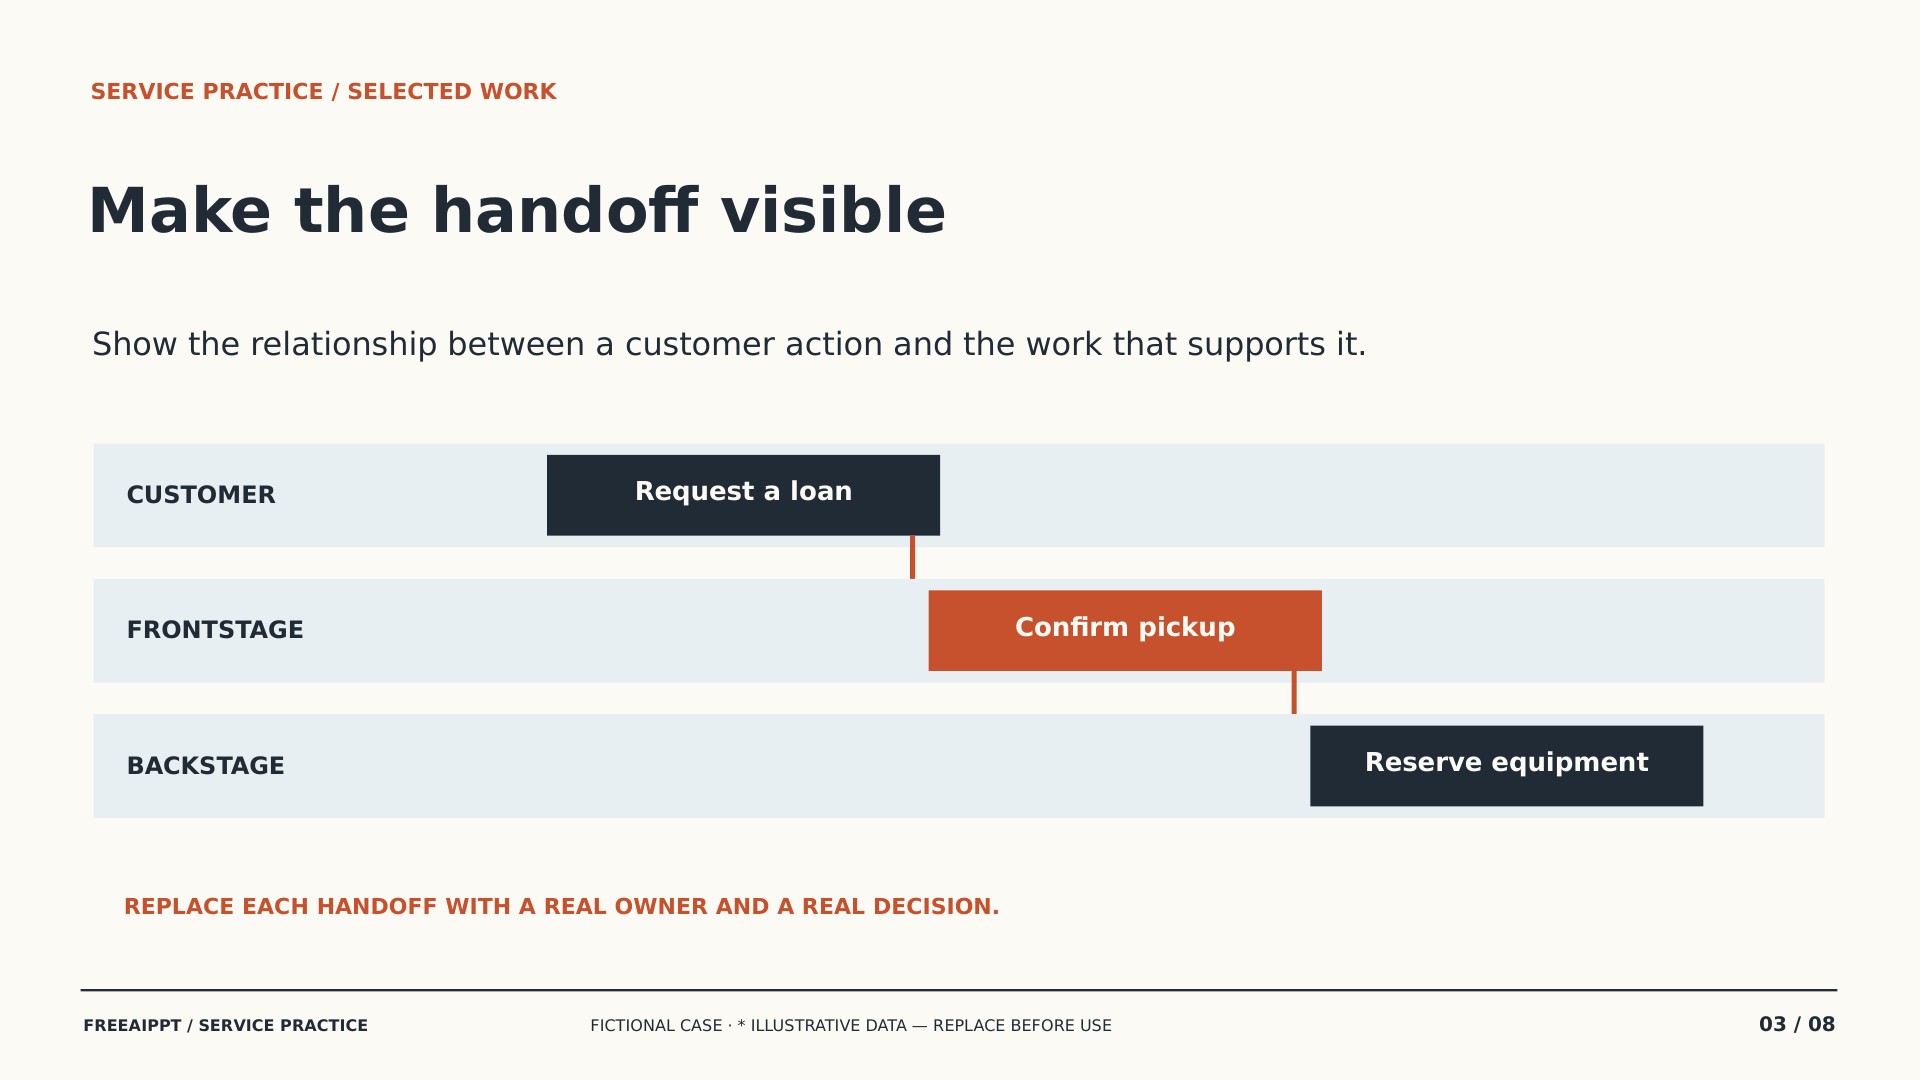 SERVICE PRACTICE / SELECTED WORK
Make the handoff visible
Show the relationship between a customer action and the work that supports it.
CUSTOMER
Request a loan
FRONTSTAGE
Confirm pickup
BACKSTAGE
Reserve equipment
REPLACE EACH HANDOFF WITH A REAL OWNER AND A REAL DECISION.
FREEAIPPT / SERVICE PRACTICE
FICTIONAL CASE · * ILLUSTRATIVE DATA — REPLACE BEFORE USE
03 / 08